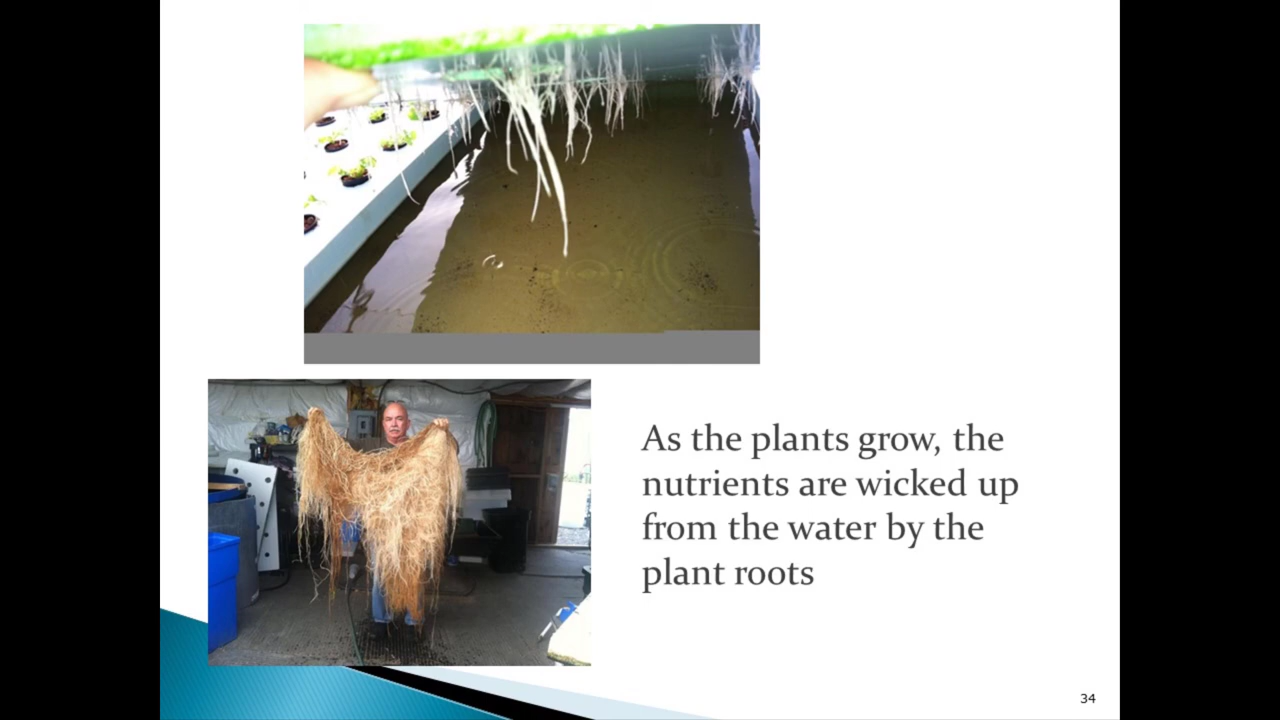 As the plants grow, the
nutrients are wicked up
from the water by the
plant roots
34